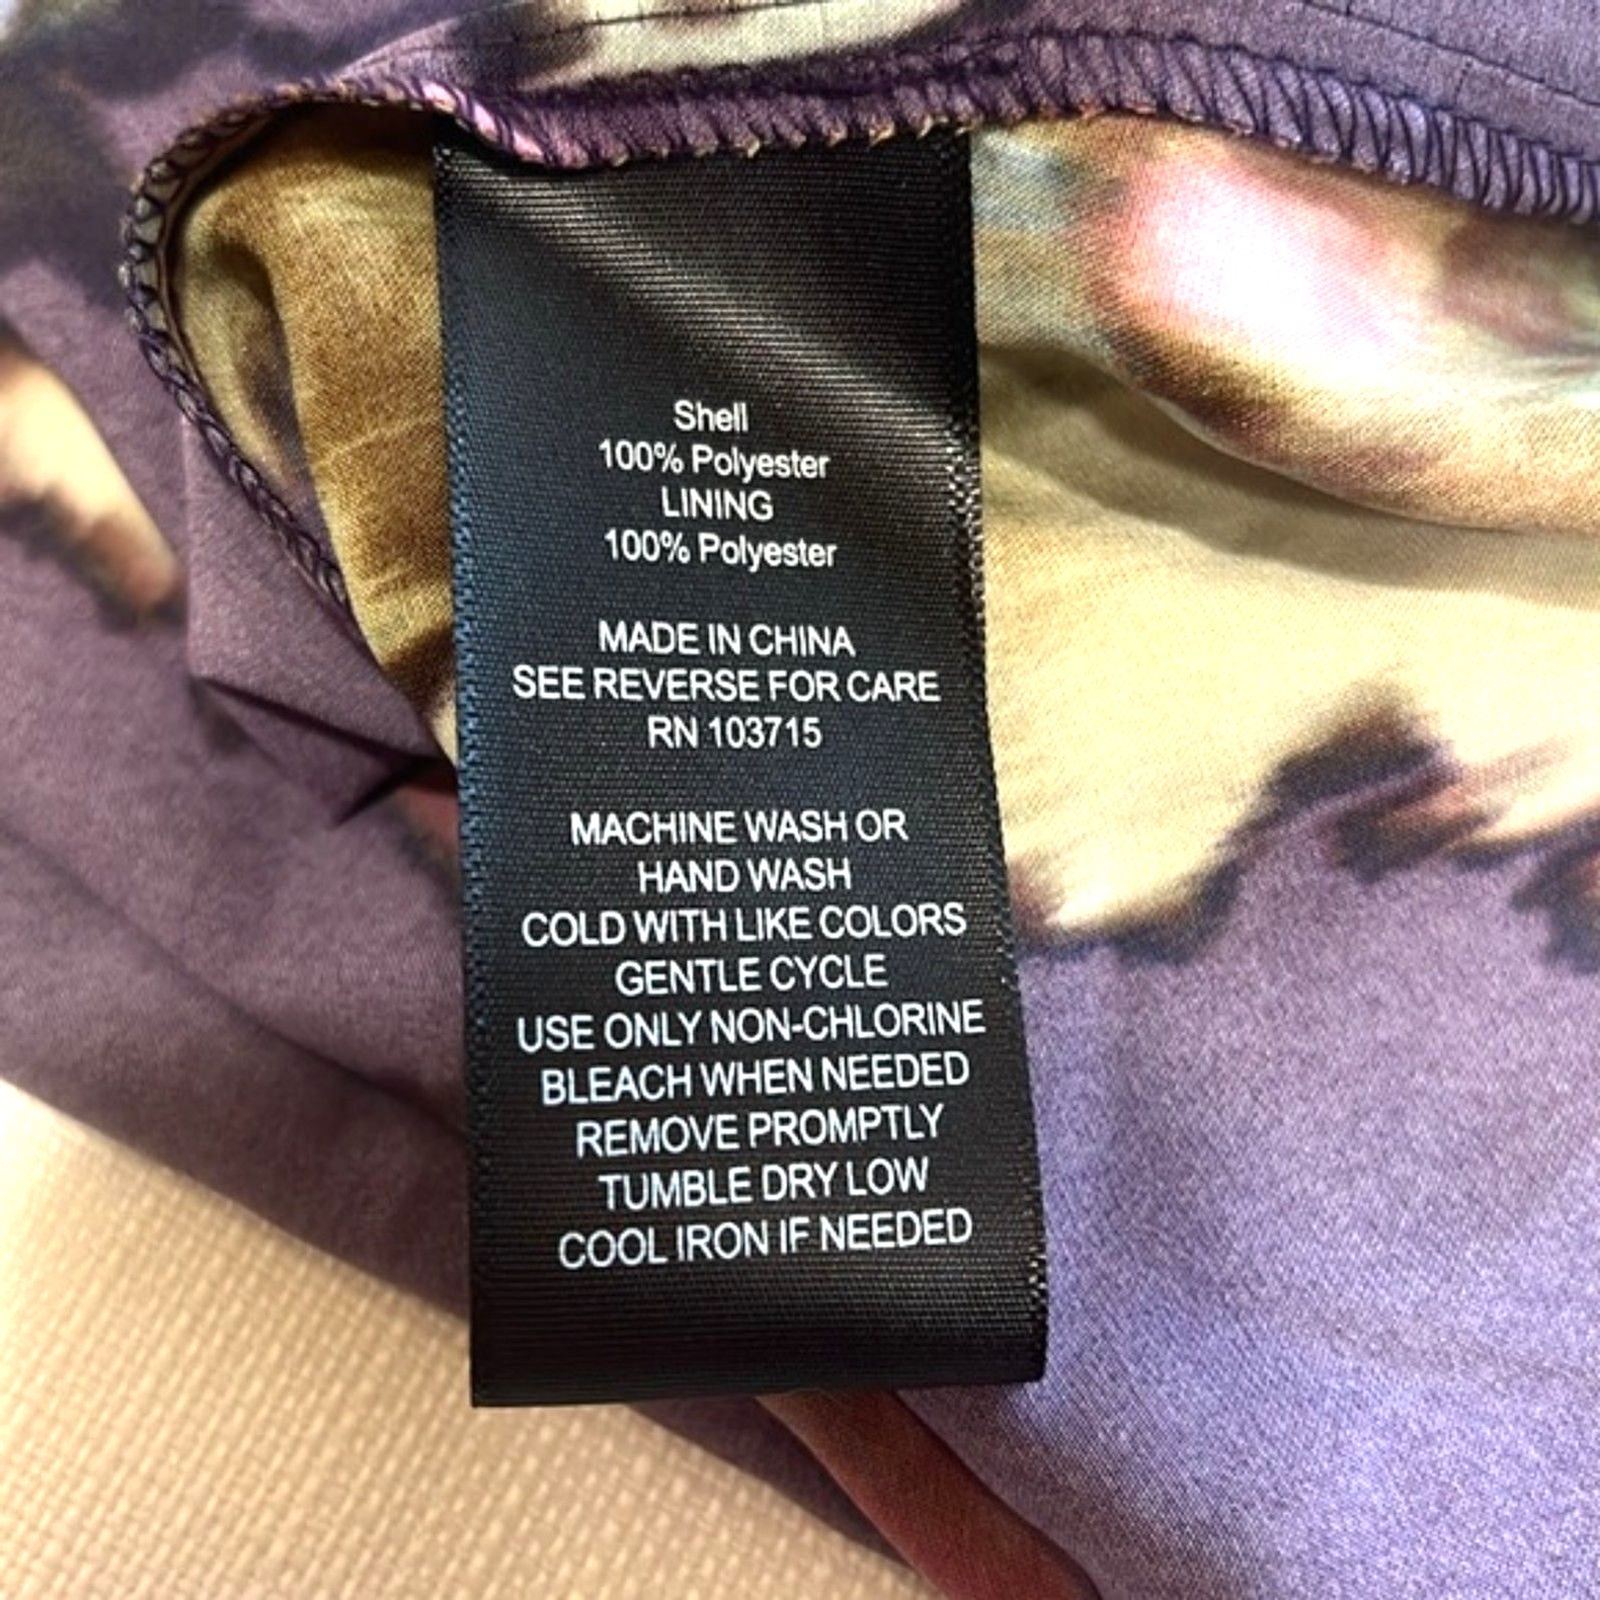 Shell
100% Polyester
LINING
100% Polyester
MADE IN CHINA
SEE REVERSE FOR CARE
RN 103715
MACHINE WASH OR
HAND WASH
COLD WITH LIKE COLORS
GENTLE CYCLE
USE ONLY NON-CHLORINE
BLEACH WHEN NEEDED
REMOVE PROMPTLY
TUMBLE DRY LOW
COOL IRON IF NEEDED